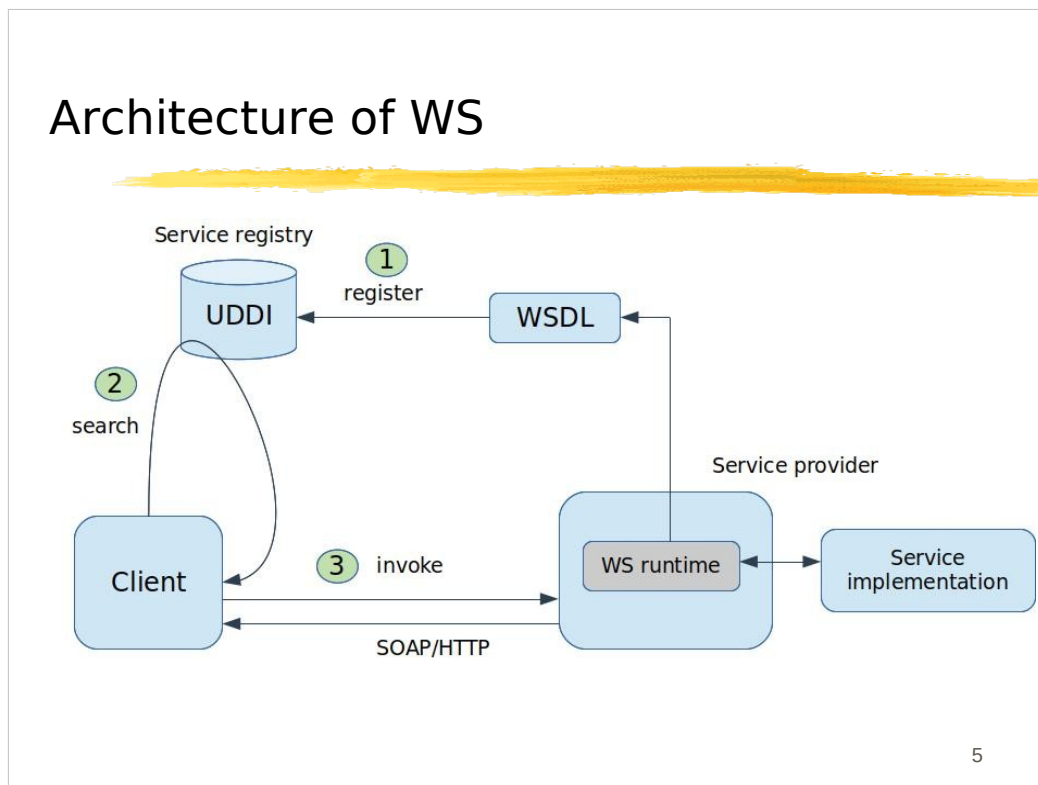 Architecture of WS
Service registry
1
register
UDDI
WSDL
2
search
Service provider
Client
3
invoke
WS runtime
Service
implementation
SOAP/HTTP
5